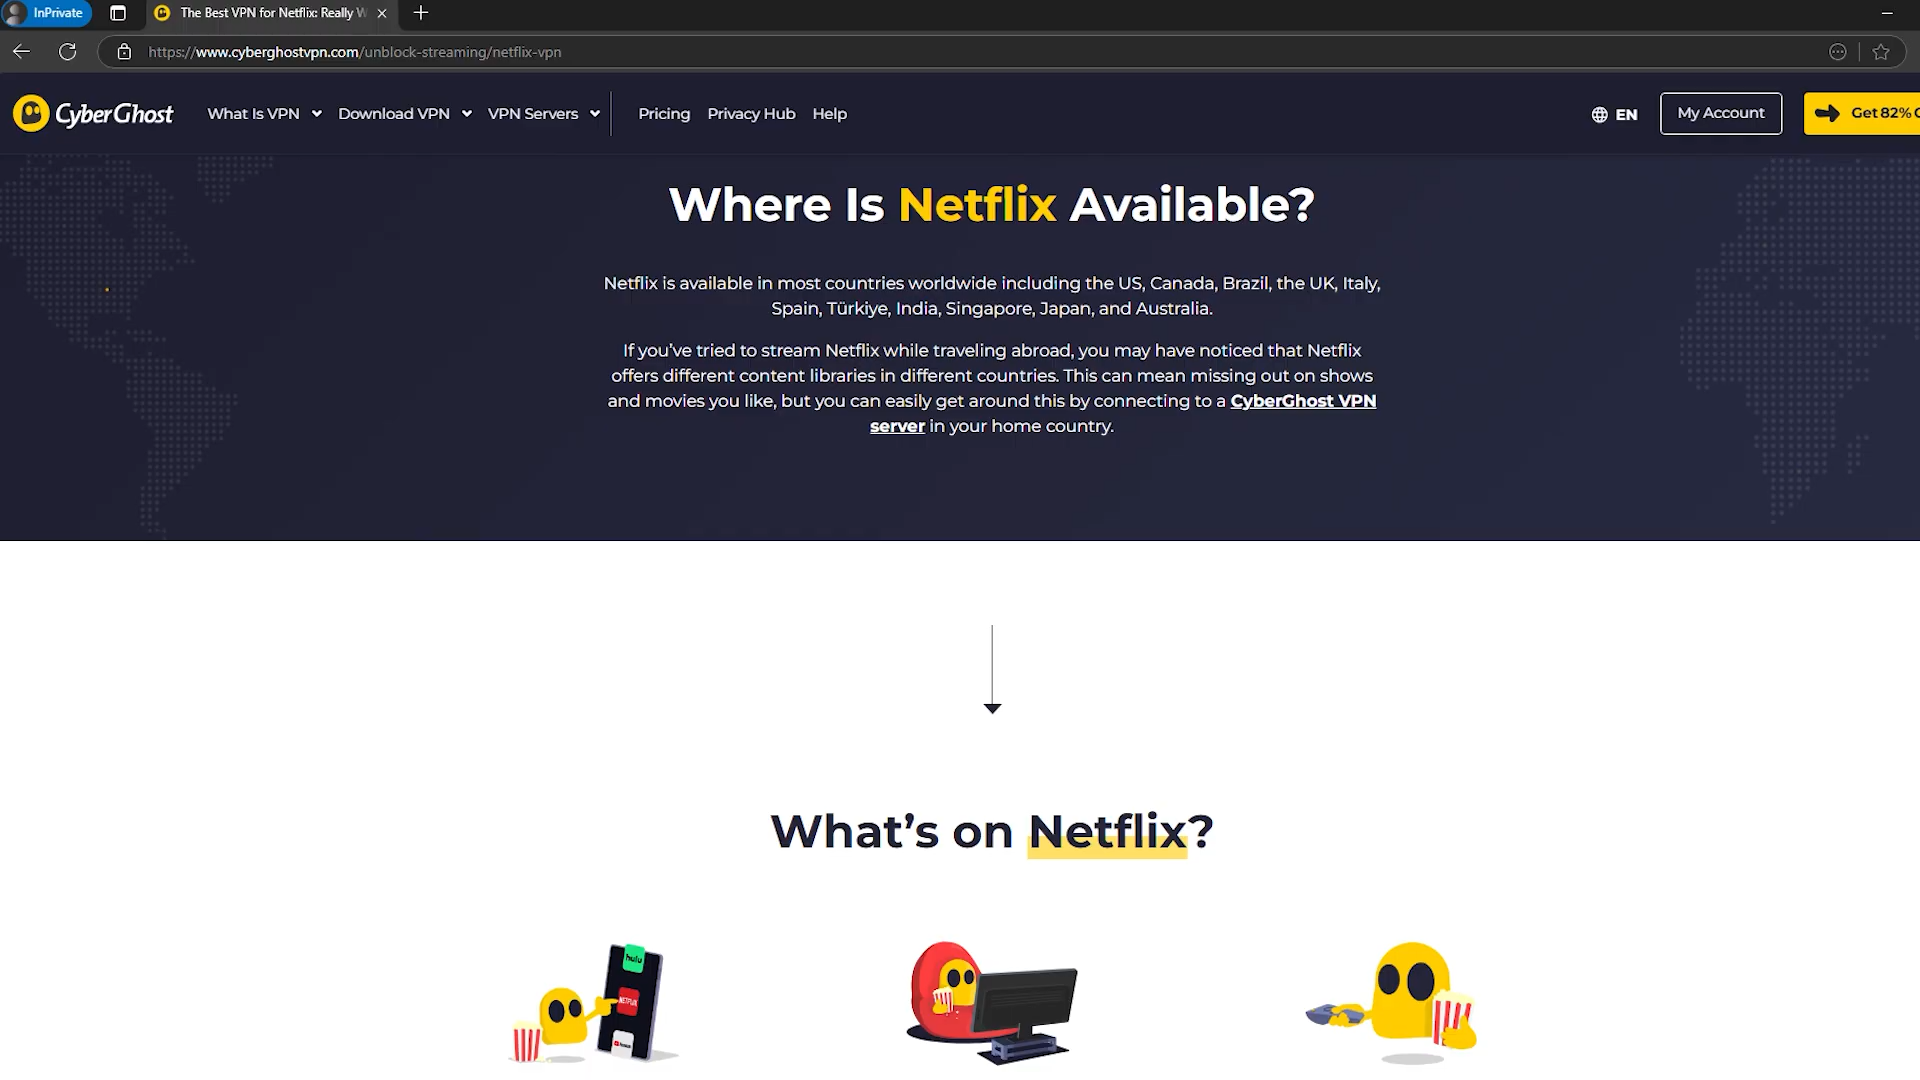 InPrivate
The Best VPN for Netflix: Really W
https://www.cyberghostvpn.com/unblock-streaming/netflix-vpn
CyberGhost
What Is VPN
Download VPN
VPN Servers
Pricing
Privacy Hub
Help
EN
My Account
Get 82%
Where Is Netflix Available?
Netflix is available in most countries worldwide including the US, Canada, Brazil, the UK, Italy,
Spain, Türkiye, India, Singapore, Japan, and Australia.
If you’ve tried to stream Netflix while traveling abroad, you may have noticed that Netflix
offers different content libraries in different countries. This can mean missing out on shows
and movies you like, but you can easily get around this by connecting to a CyberGhost VPN
server in your home country.
What’s on Netflix?
hulu
NETFLIX